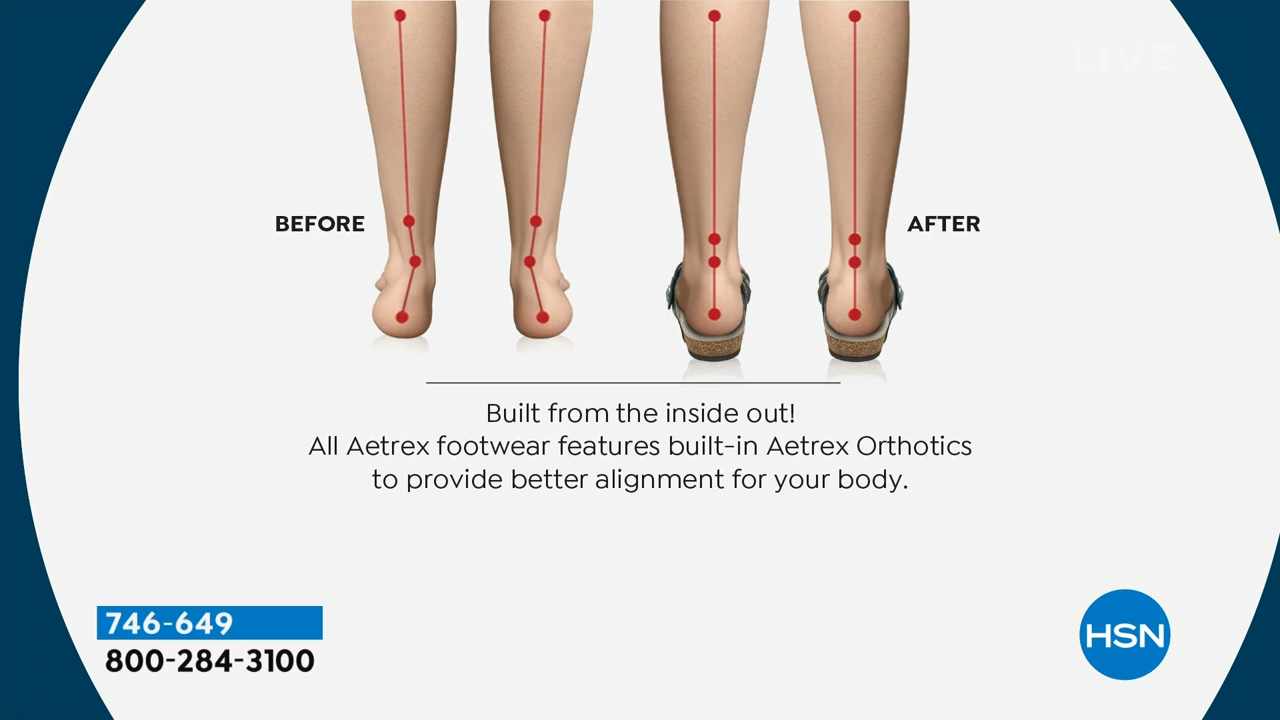 LIVE
BEFORE
AFTER
Built from the inside out!
All Aetrex footwear features built-in Aetrex Orthotics
to provide better alignment for your body.
746-649
800-284-3100
HSN